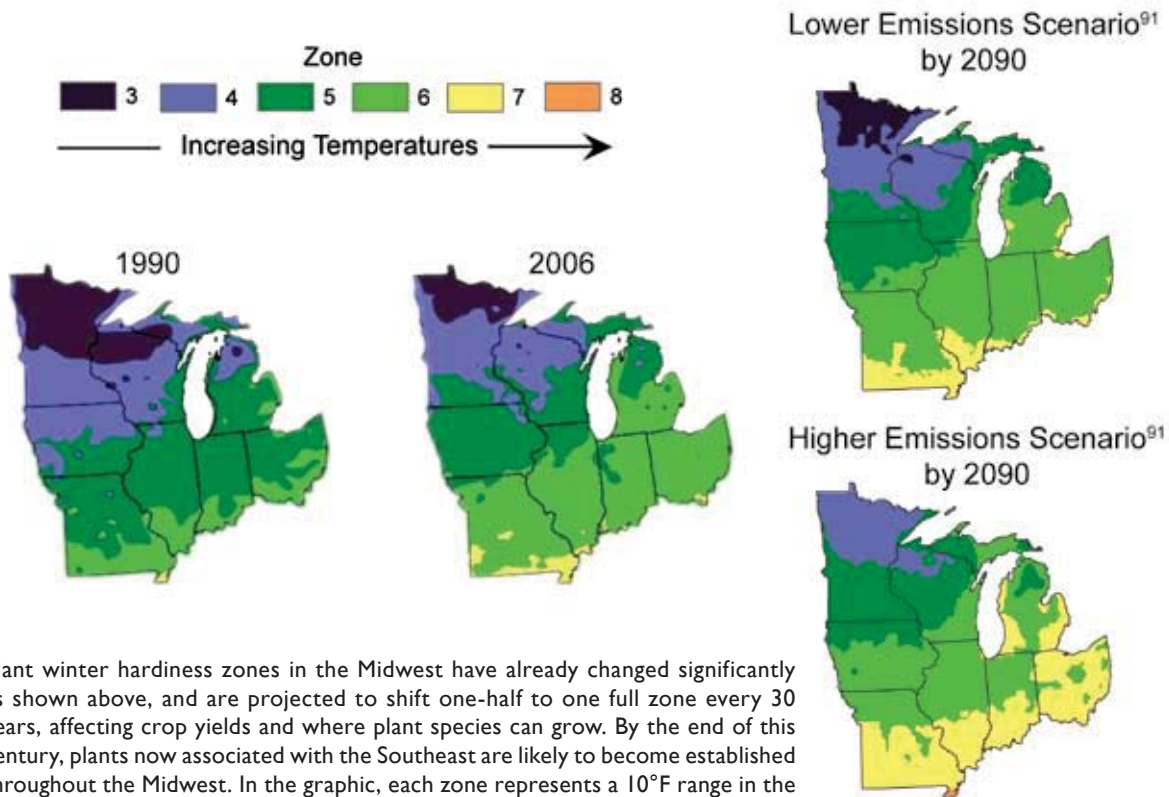 Zone
3 4 5 6 7 8
Increasing Temperatures
1990
2006
Lower Emissions Scenario91
by 2090
Higher Emissions Scenario91
by 2090
ant winter hardiness zones in the Midwest have already changed significantly
s shown above, and are projected to shift one-half to one full zone every 30
ears, affecting crop yields and where plant species can grow. By the end of this
entury, plants now associated with the Southeast are likely to become established
hroughout the Midwest. In the graphic, each zone represents a 10°F range in the